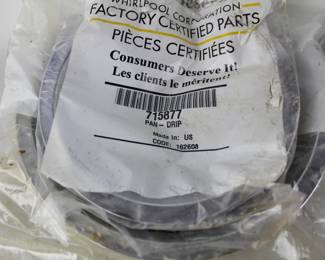 WHIRLPOOL CORPORATION
FACTORY CERTIFIED PARTS
PIÈCES CERTIFIÉES
Consumers Deserve It!
Les clients le méritent!
715877
PAN-DRIP
Made in: US
CODE: 162608